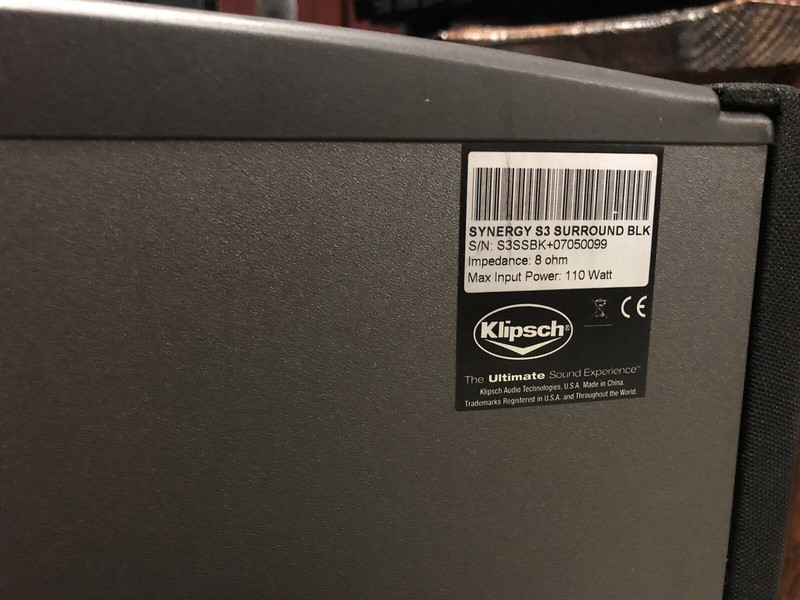 SYNERGY S3 SURROUND BLK
S/N: S3SSBK+07050099
Impedance: 8 ohm
Max Input Power: 110 Watt
Klipsch®
CE
The Ultimate Sound Experience™
Klipsch Audio Technologies, U.S.A. Made in China.
Trademarks Registered in U.S.A. and Throughout the World.